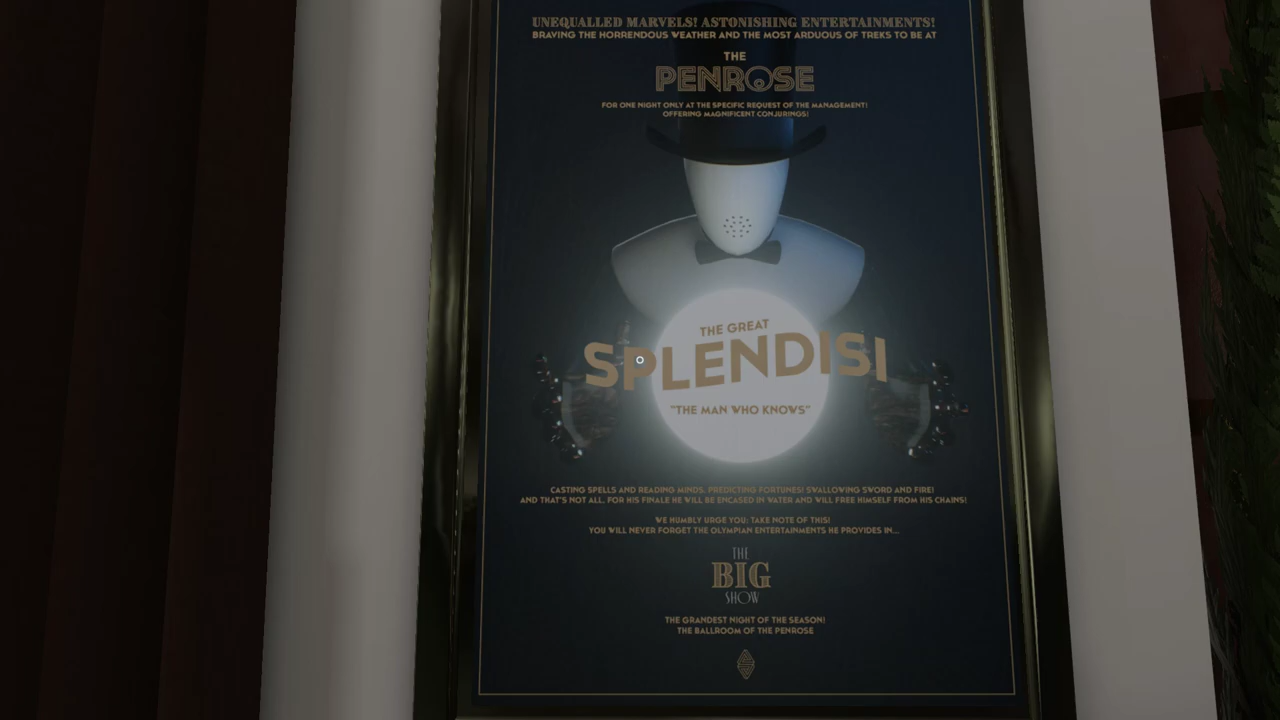 UNEQUALLED MARVELS! ASTONISHING ENTERTAINMENTS!
BRAVING THE HORRENDOUS WEATHER AND THE MOST ARDUOUS OF TREKS TO BE AT
THE
PENROSE
FOR ONE NIGHT ONLY AT THE SPECIFIC REQUEST OF THE MANAGEMENT!
OFFERING MAGNIFICENT CONJURINGS!
THE GREAT
SPLENDISI
"THE MAN WHO KNOWS"
CASTING SPELLS AND READING MINDS, PREDICTING FORTUNES! SWALLOWING SWORD AND FIRE!
AND THAT'S NOT ALL, FOR HIS FINALE HE WILL BE ENCASED IN WATER AND WILL FREE HIMSELF FROM HIS CHAINS!
WE HUMBLY URGE YOU: TAKE NOTE OF THIS!
YOU WILL NEVER FORGET THE OLYMPIAN ENTERTAINMENTS HE PROVIDES IN...
THE
BIG
SHOW
THE GRANDEST NIGHT OF THE SEASON!
THE BALLROOM OF THE PENROSE